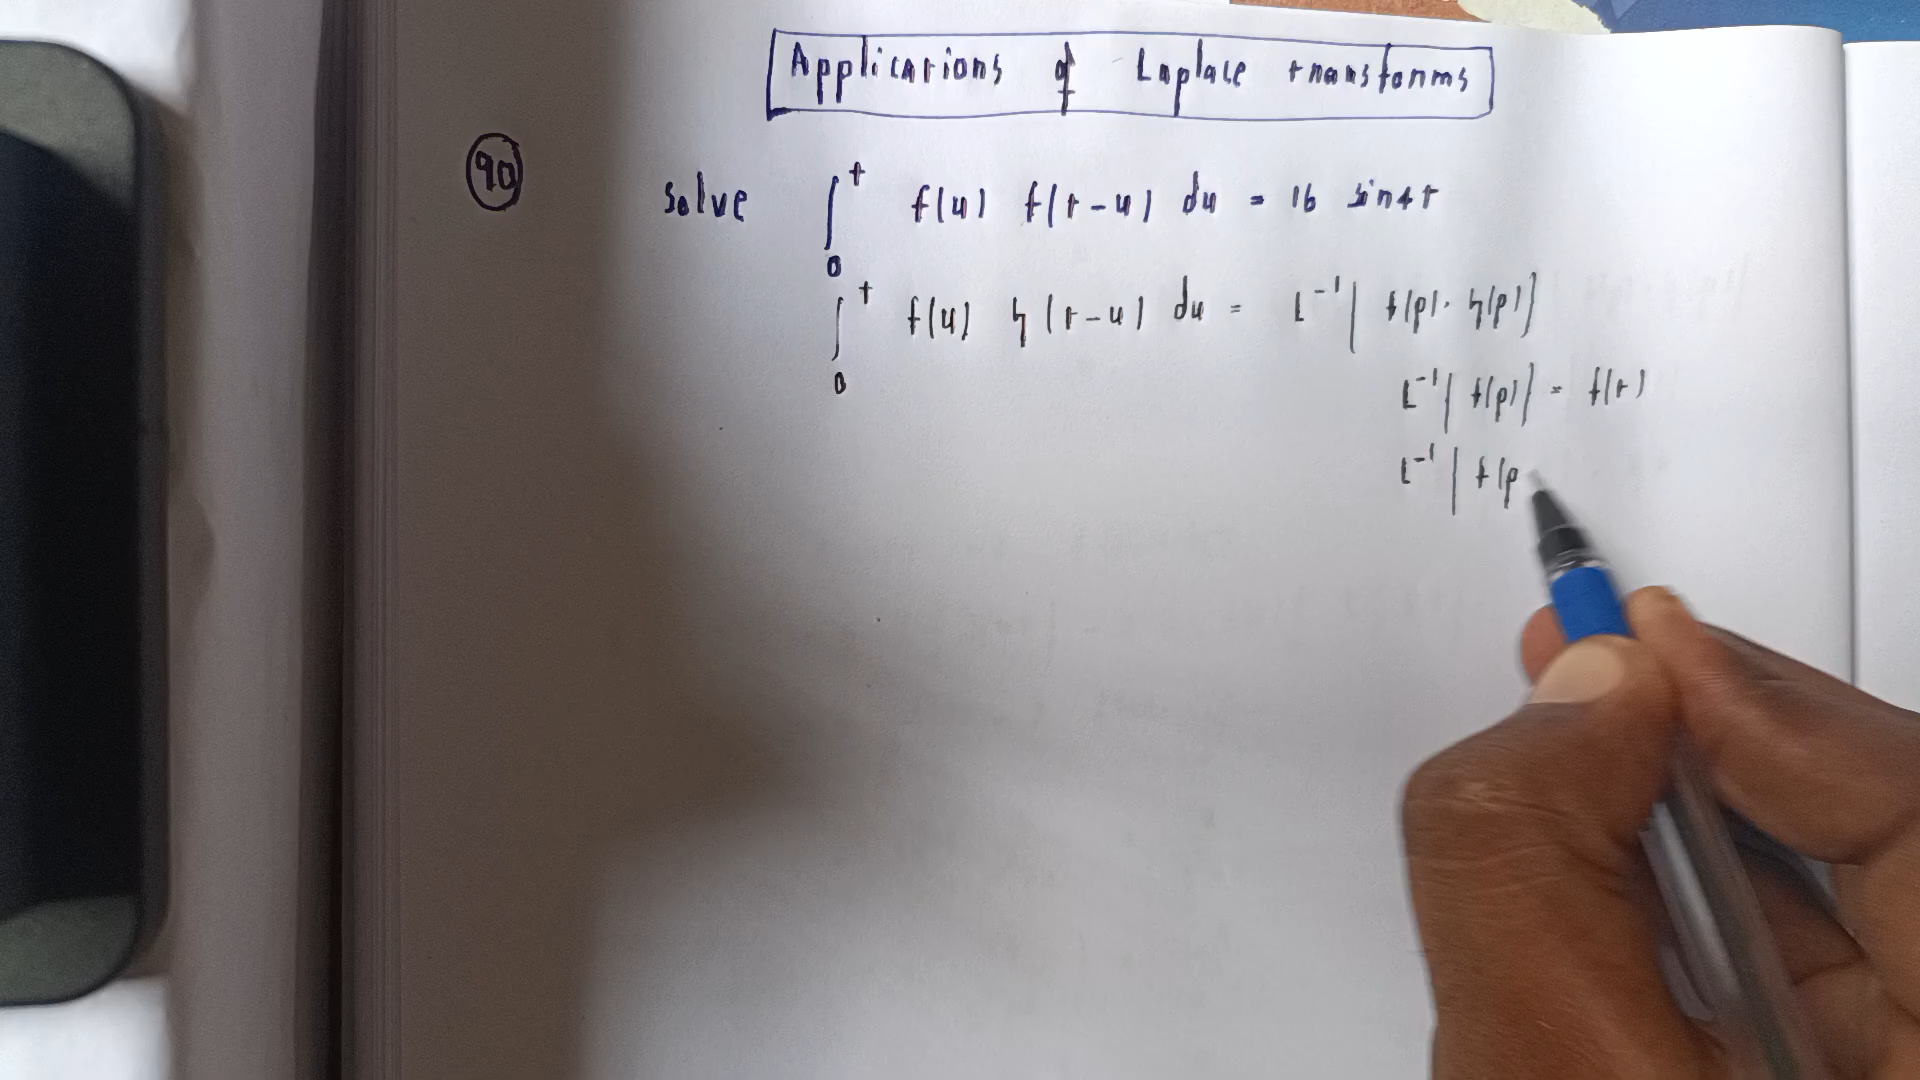 Applications of Laplace transforms
90
Solve ∫₀ᵗ f(u) f(t-u) du = 16 sin4t
∫₀ᵗ f(u) g(t-u) du = L⁻¹{ f(p) · g(p) }
L⁻¹{ f(p) } = f(t)
L⁻¹{ f(p